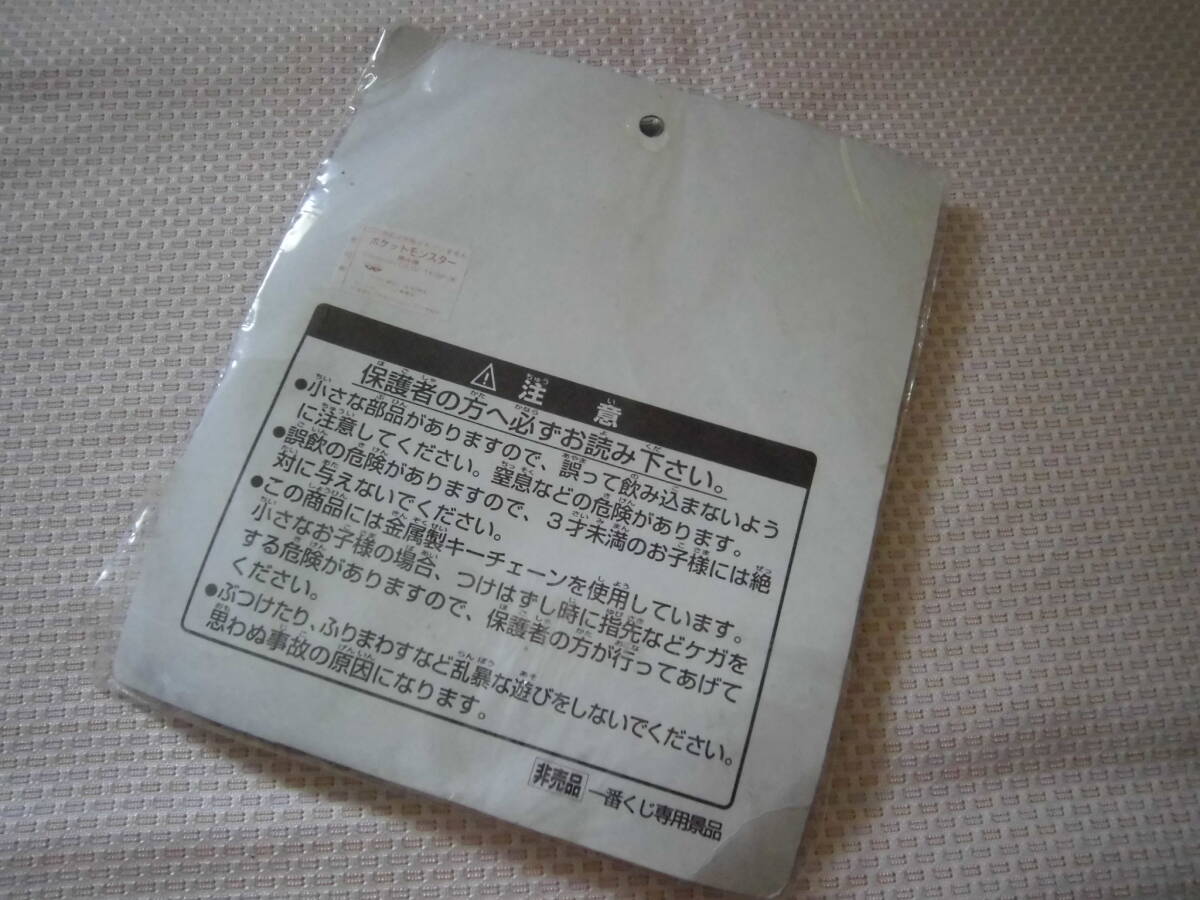 ポケットモンスター
⚠ 注意
保護者の方へ必ずお読み下さい。
●小さな部品がありますので、誤って飲み込まないよう
に注意してください。窒息などの危険があります。
●誤飲の危険がありますので、3才未満のお子様には絶
対に与えないでください。
●この商品には金属製キーチェーンを使用しています。
小さなお子様の場合、つけはずし時に指先などケガを
する危険がありますので、保護者の方が行ってあげて
ください。
●ぶつけたり、ふりまわすなど乱暴な遊びをしないでください。
思わぬ事故の原因になります。
非売品 一番くじ専用景品